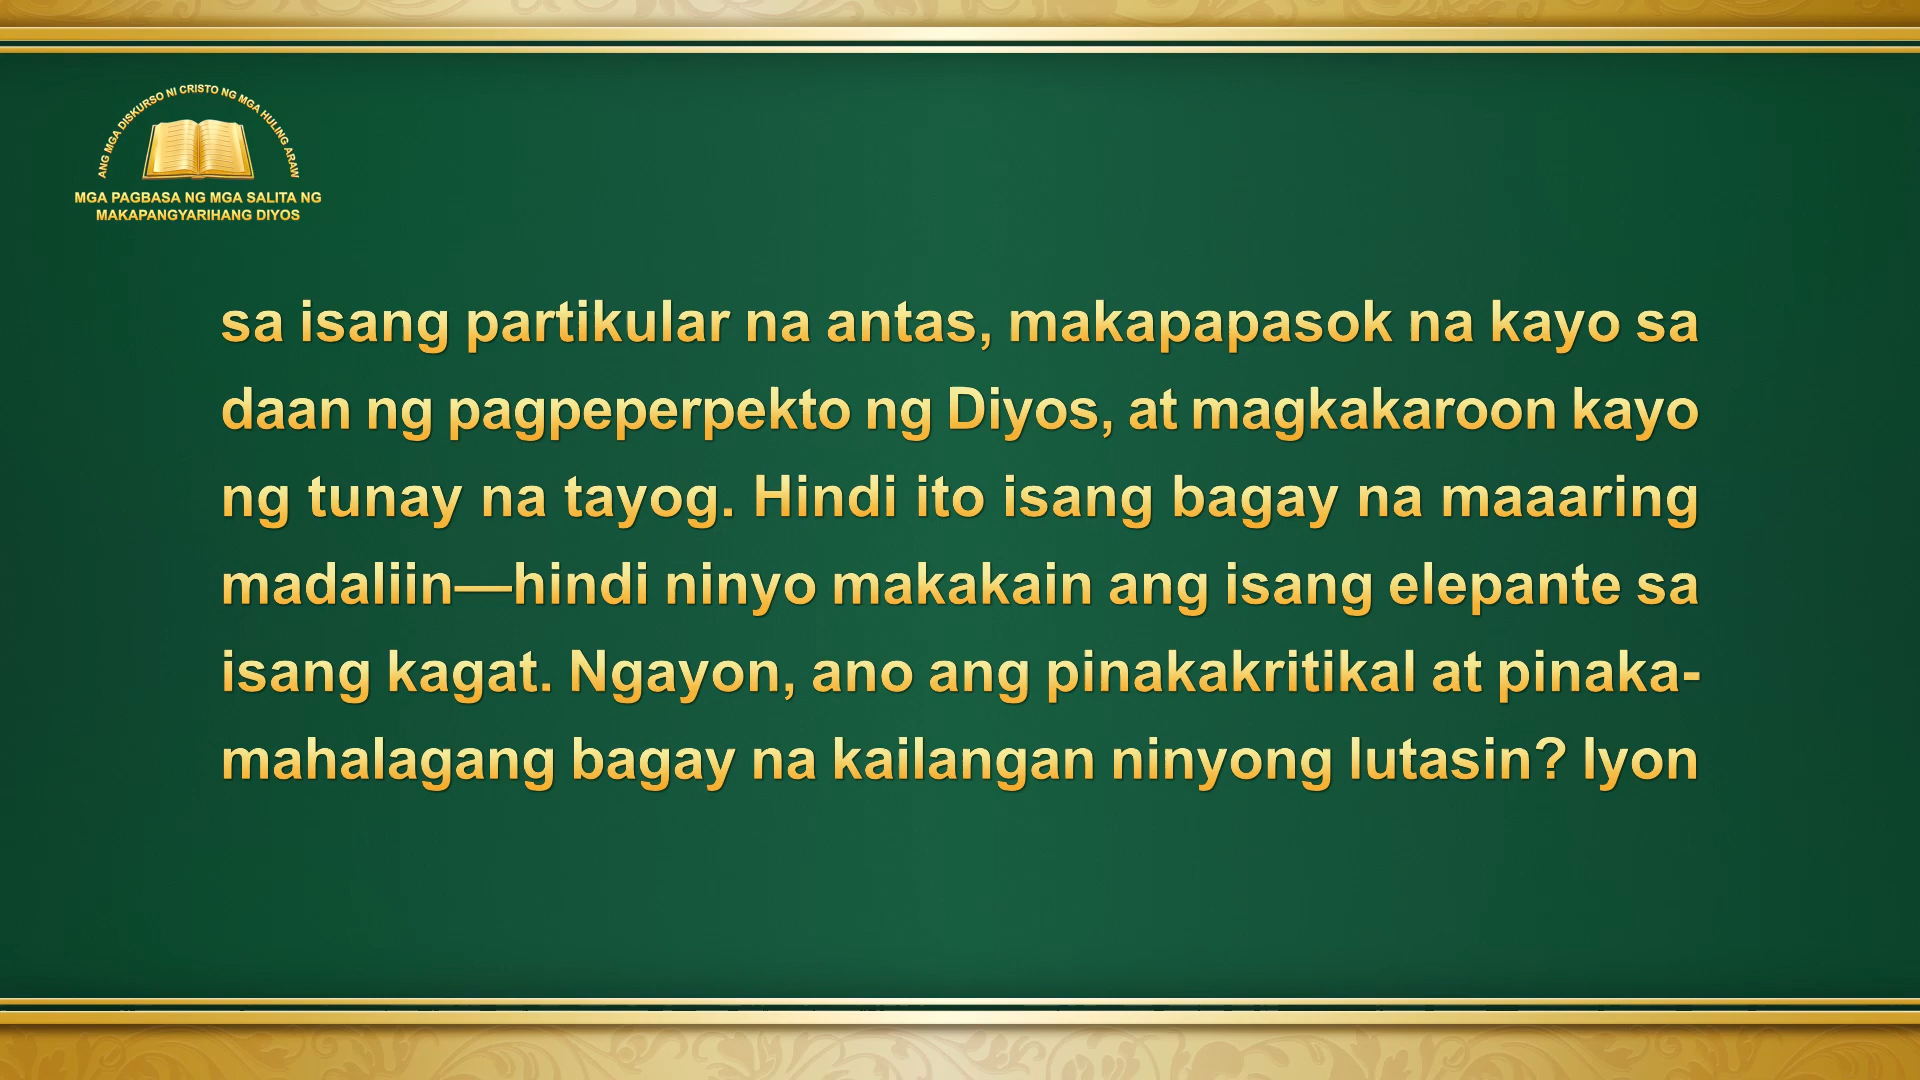 ANG MGA DISKURSO NI CRISTO NG MGA HULING ARAW
MGA PAGBASA NG MGA SALITA NG
MAKAPANGYARIHANG DIYOS
sa isang partikular na antas, makapapasok na kayo sa
daan ng pagpeperpekto ng Diyos, at magkakaroon kayo
ng tunay na tayog. Hindi ito isang bagay na maaaring
madaliin—hindi ninyo makakain ang isang elepante sa
isang kagat. Ngayon, ano ang pinakakritikal at pinaka-
mahalagang bagay na kailangan ninyong lutasin? Iyon